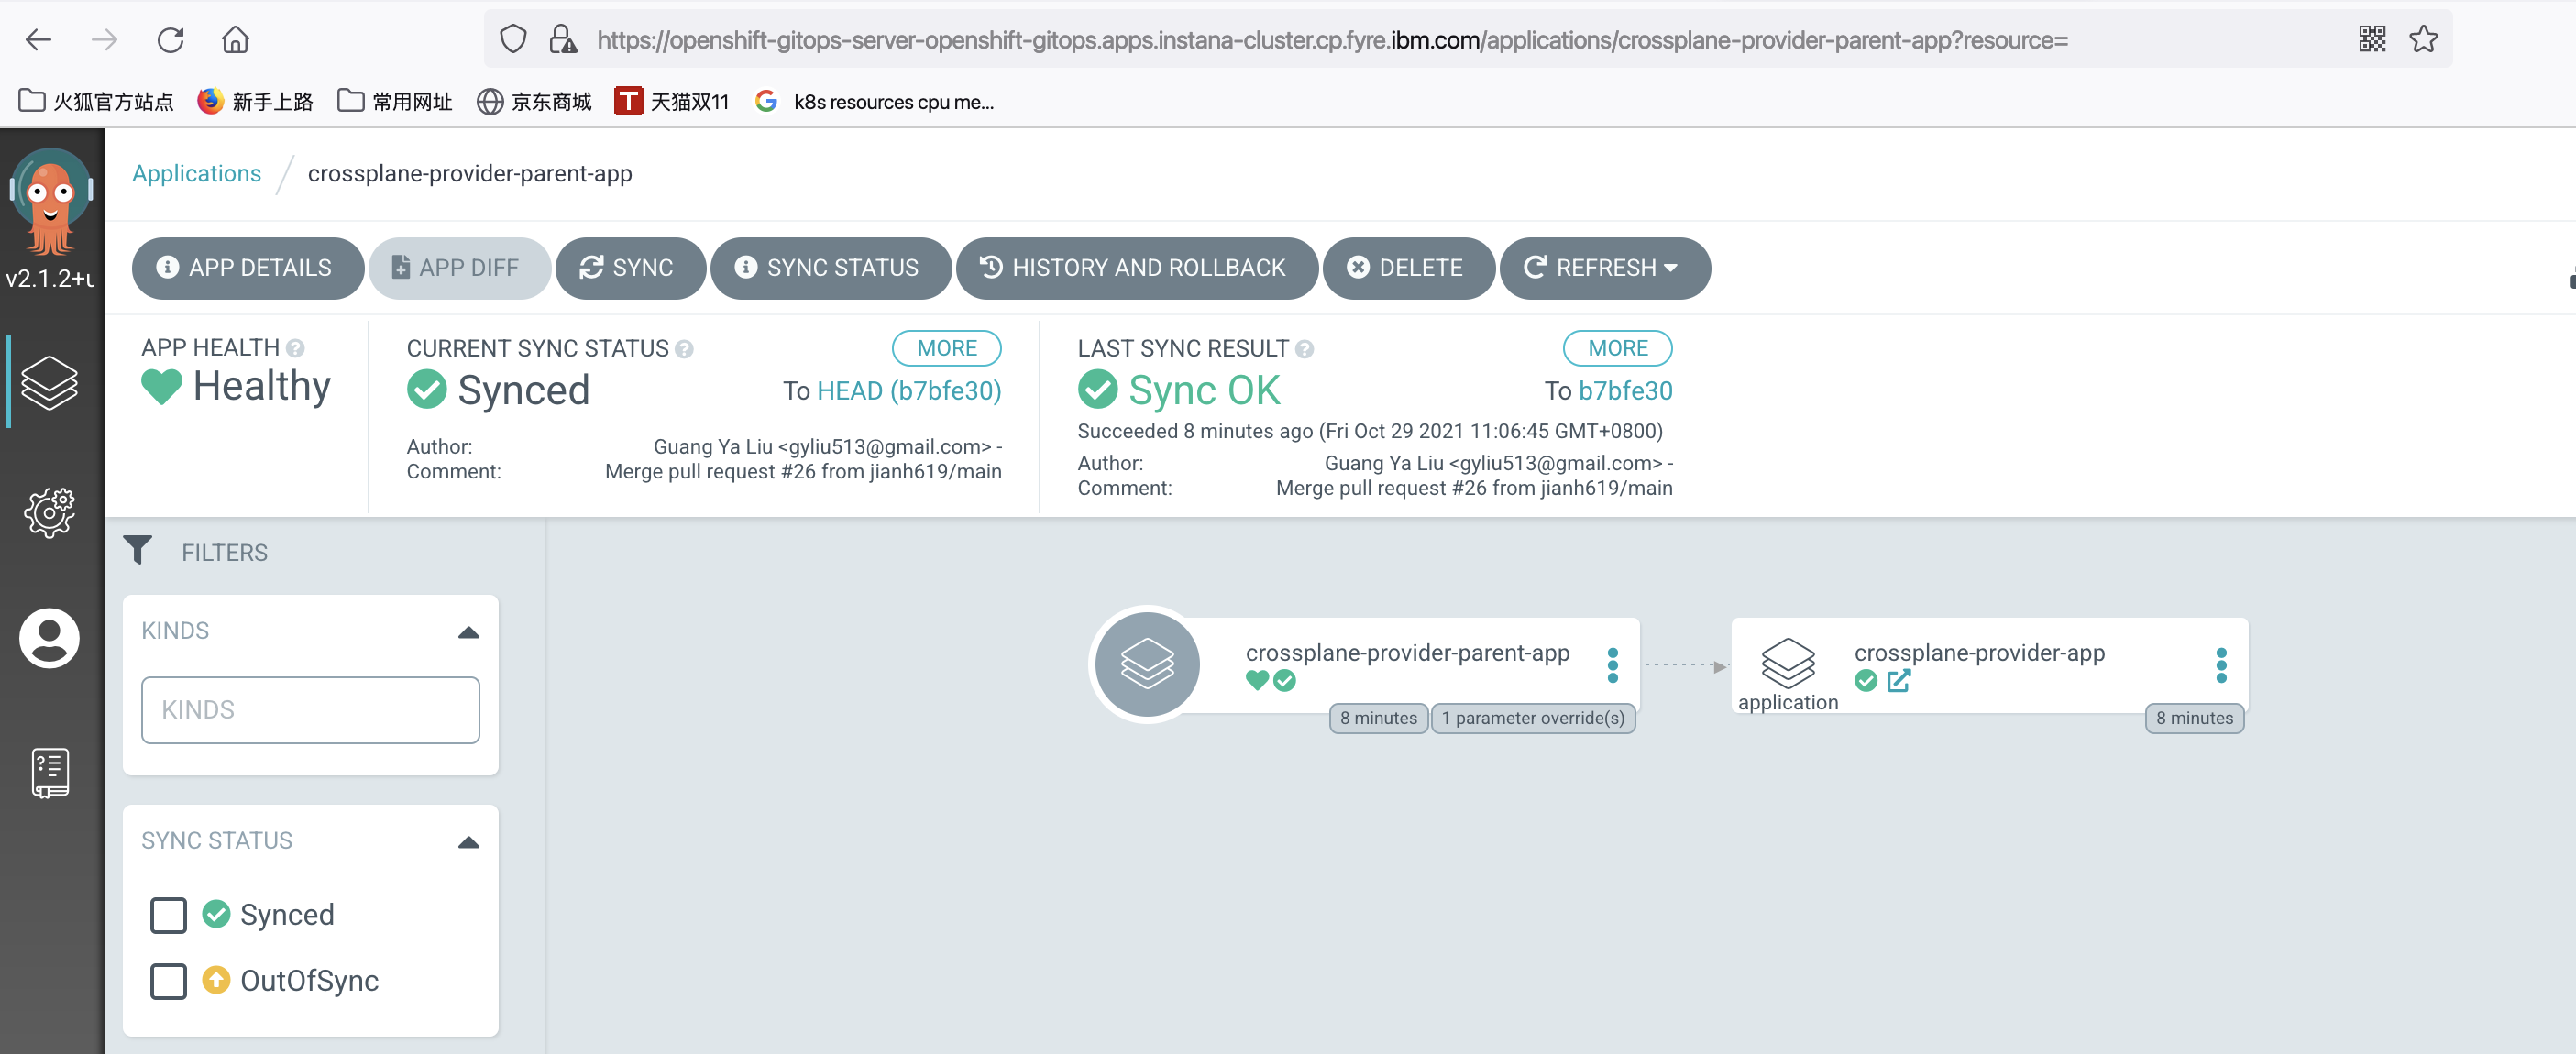 https://openshift-gitops-server-openshift-gitops.apps.instana-cluster.cp.fyre.ibm.com/applications/crossplane-provider-parent-app?resource=
火狐官方站点 新手上路 常用网址 京东商城 天猫双11 k8s resources cpu me...
Applications / crossplane-provider-parent-app
v2.1.2+u
APP DETAILS APP DIFF SYNC SYNC STATUS HISTORY AND ROLLBACK DELETE REFRESH
APP HEALTH
Healthy
CURRENT SYNC STATUS MORE
Synced To HEAD (b7bfe30)
Author: Guang Ya Liu <gyliu513@gmail.com> -
Comment: Merge pull request #26 from jianh619/main
LAST SYNC RESULT MORE
Sync OK To b7bfe30
Succeeded 8 minutes ago (Fri Oct 29 2021 11:06:45 GMT+0800)
Author: Guang Ya Liu <gyliu513@gmail.com> -
Comment: Merge pull request #26 from jianh619/main
FILTERS
KINDS
KINDS
SYNC STATUS
Synced
OutOfSync
crossplane-provider-parent-app
8 minutes 1 parameter override(s)
application
crossplane-provider-app
8 minutes